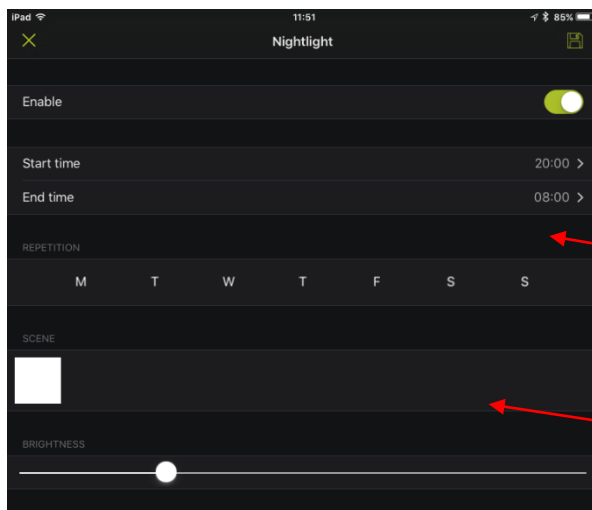 iPad 11:51 85%
Nightlight
Enable
Start time 20:00
End time 08:00
REPETITION
M T W T F S S
SCENE
BRIGHTNESS